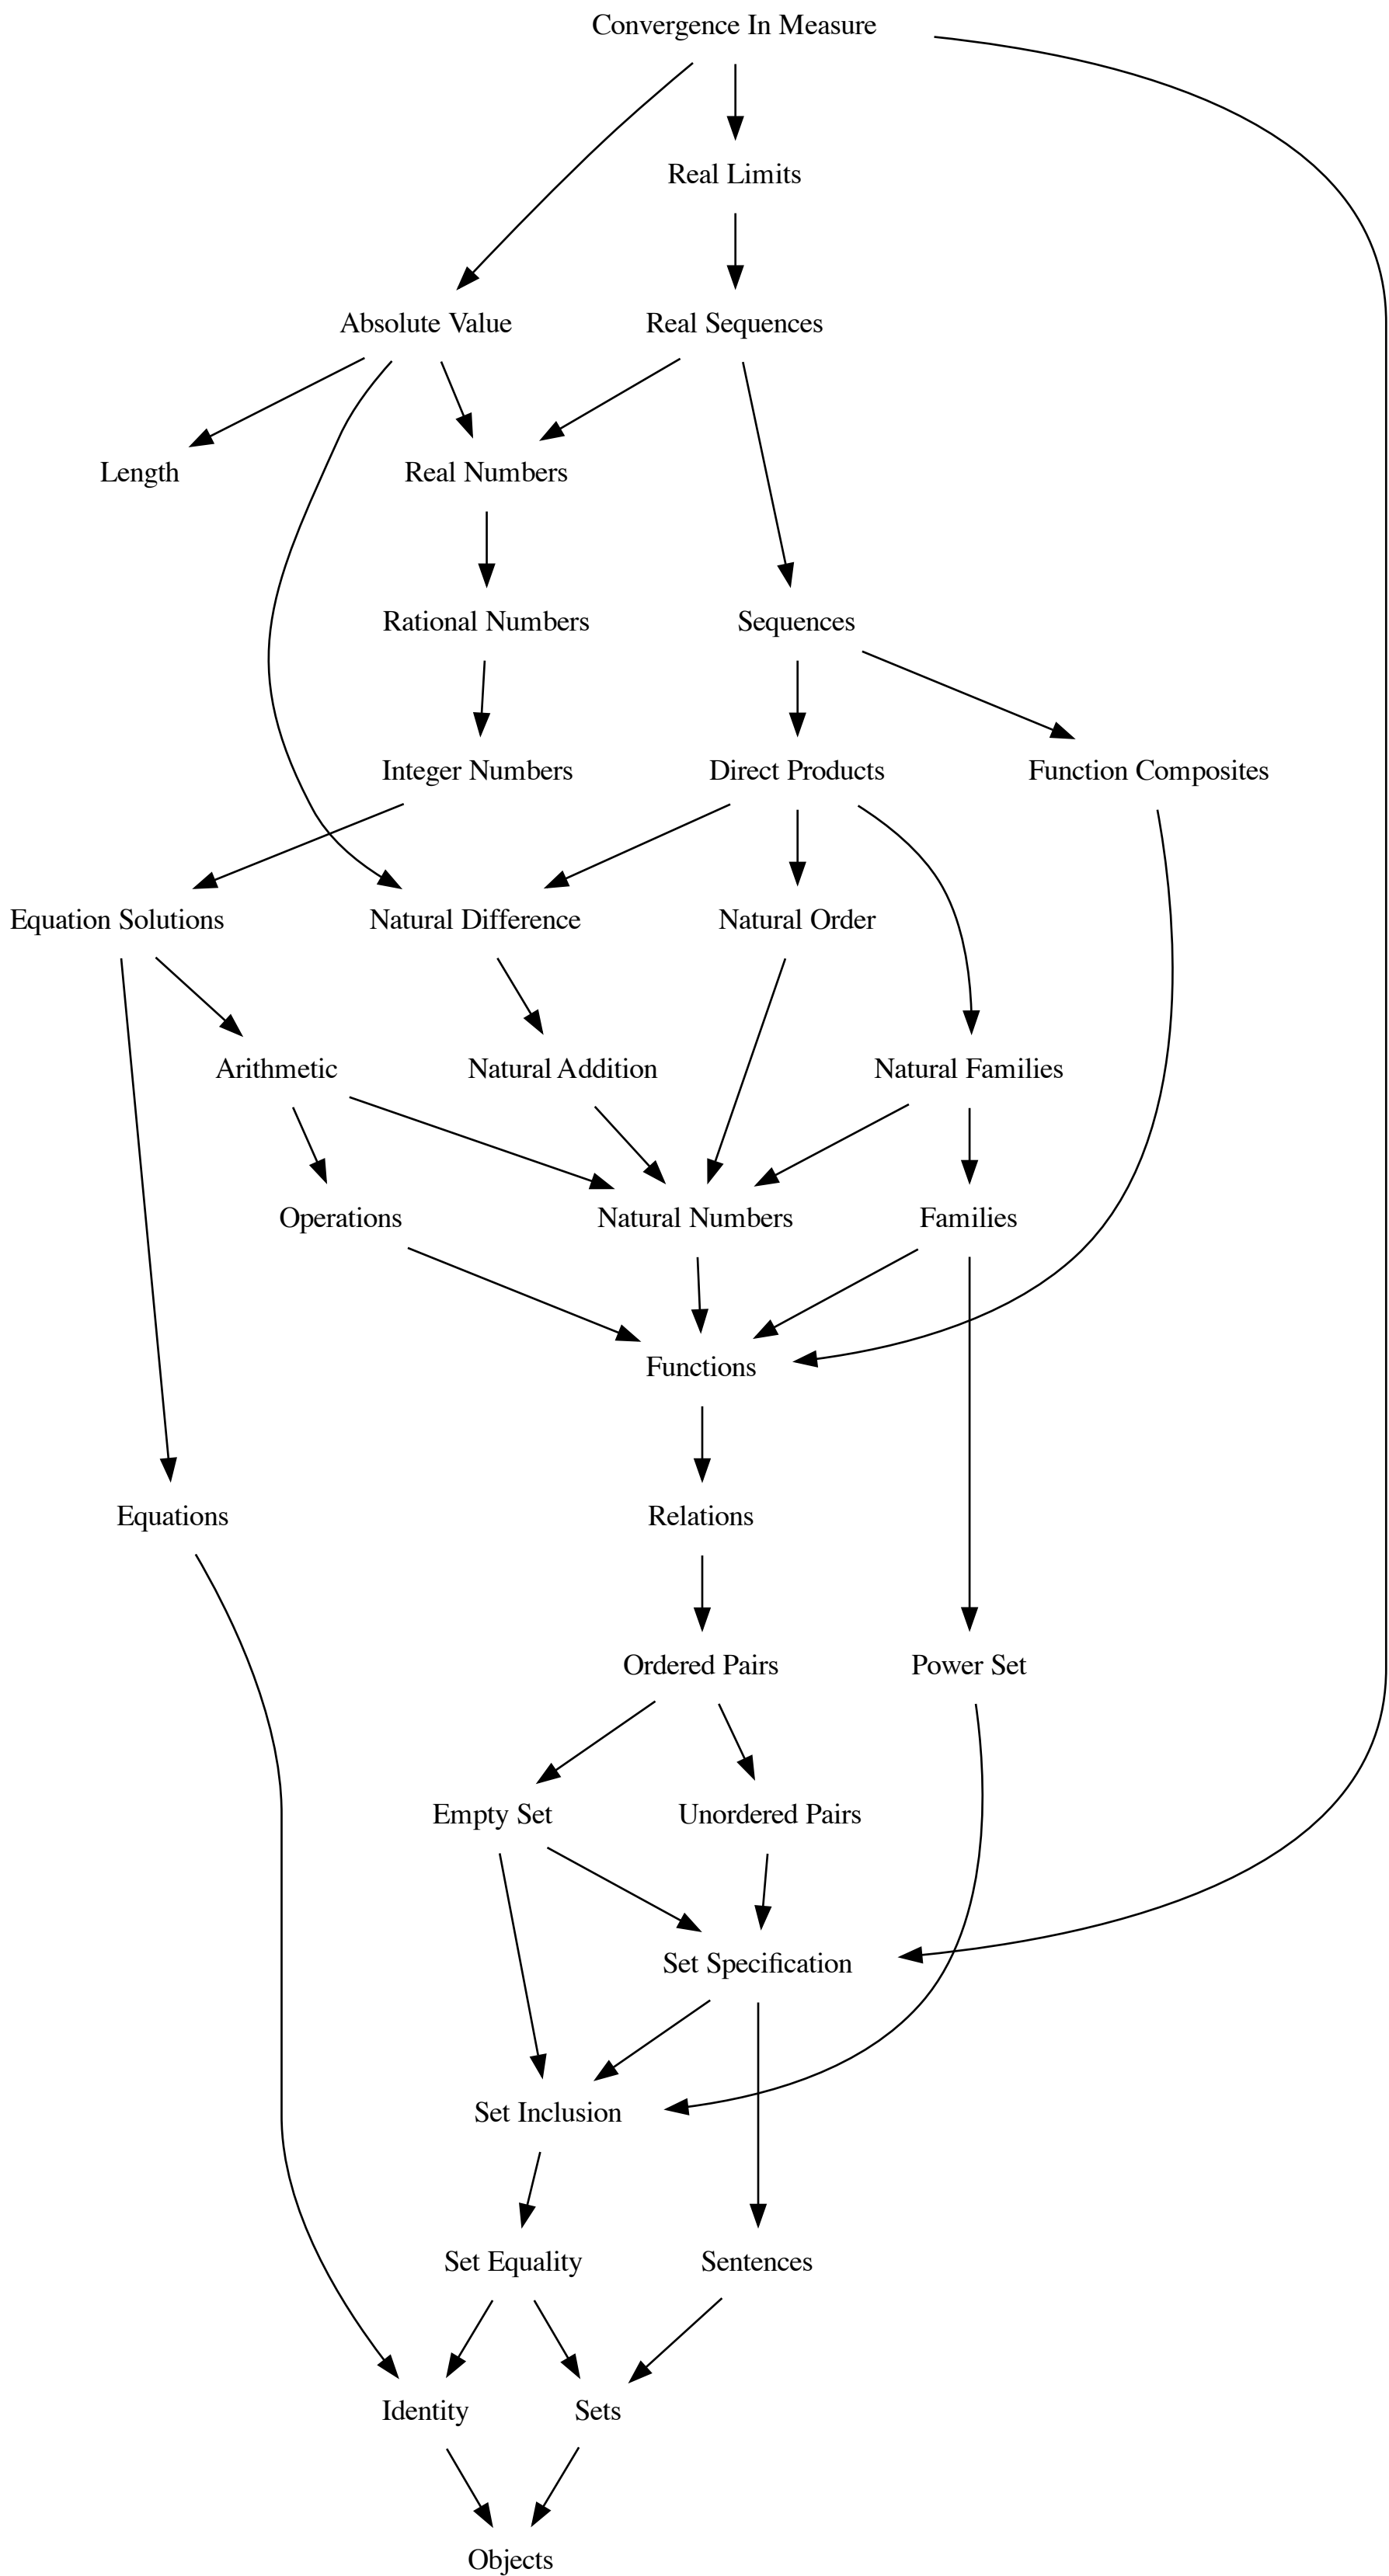 Convergence In Measure
Real Limits
Absolute Value
Real Sequences
Length
Real Numbers
Rational Numbers
Sequences
Integer Numbers
Direct Products
Function Composites
Equation Solutions
Natural Difference
Natural Order
Arithmetic
Natural Addition
Natural Families
Operations
Natural Numbers
Families
Functions
Equations
Relations
Ordered Pairs
Power Set
Empty Set
Unordered Pairs
Set Specification
Set Inclusion
Set Equality
Sentences
Identity
Sets
Objects